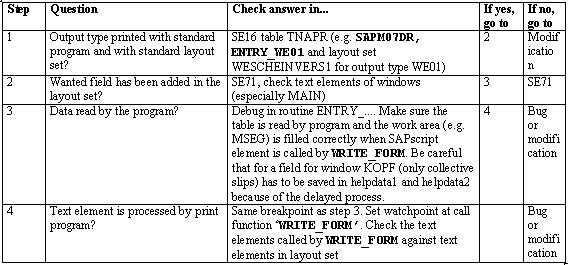 Step Question Check answer in... If yes, If no,
go to go to
1 Output type printed with standard SE16 table TNAPR (e.g. SAPM07DR, 2 Modif
program and with standard layout ENTRY_WE01 and layout set icatio
set? WESCHEINVERS1 for output type WE01) n
2 Wanted field has been added in the SE71, check text elements of windows 3 SE71
layout set? (especially MAIN)
3 Data read by the program? Debug in routine ENTRY_.... Make sure the 4 Bug
table is read by program and the work area (e.g. or
MSEG) is filled correctly when SAPscript modifi
element is called by WRITE_FORM. Be careful cation
that for a field for window KOPF (only collective
slips) has to be saved in helpdata1 and helpdata2
because of the delayed process.
4 Text element is processed by print Same breakpoint as step 3. Set watchpoint at call Bug
program? function 'WRITE_FORM'. Check the text or
elements called by WRITE_FORM against text modifi
elements in layout set cation